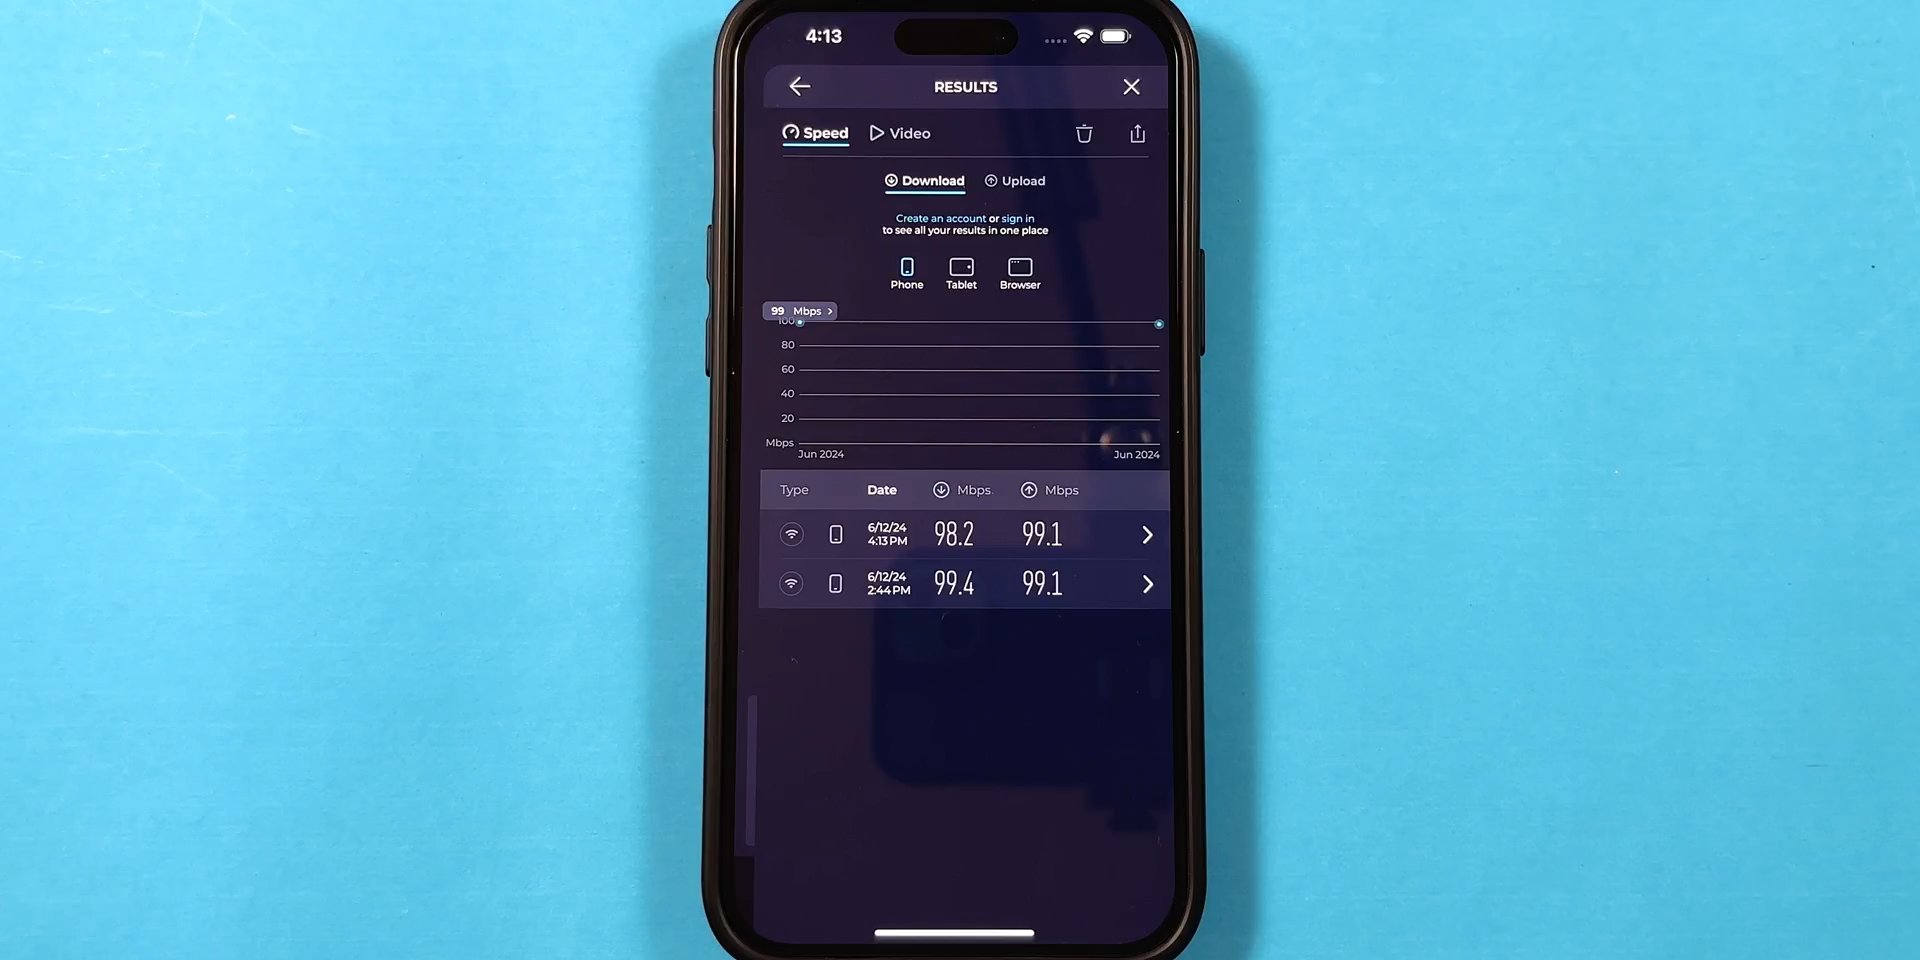 4:13
RESULTS
Speed Video
Download Upload
Create an account or sign in
to see all your results in one place
Phone Tablet Browser
99 Mbps
100
80
60
40
20
Mbps
Jun 2024 Jun 2024
Type Date Mbps Mbps
6/12/24
4:13 PM 98.2 99.1
6/12/24
2:44 PM 99.4 99.1